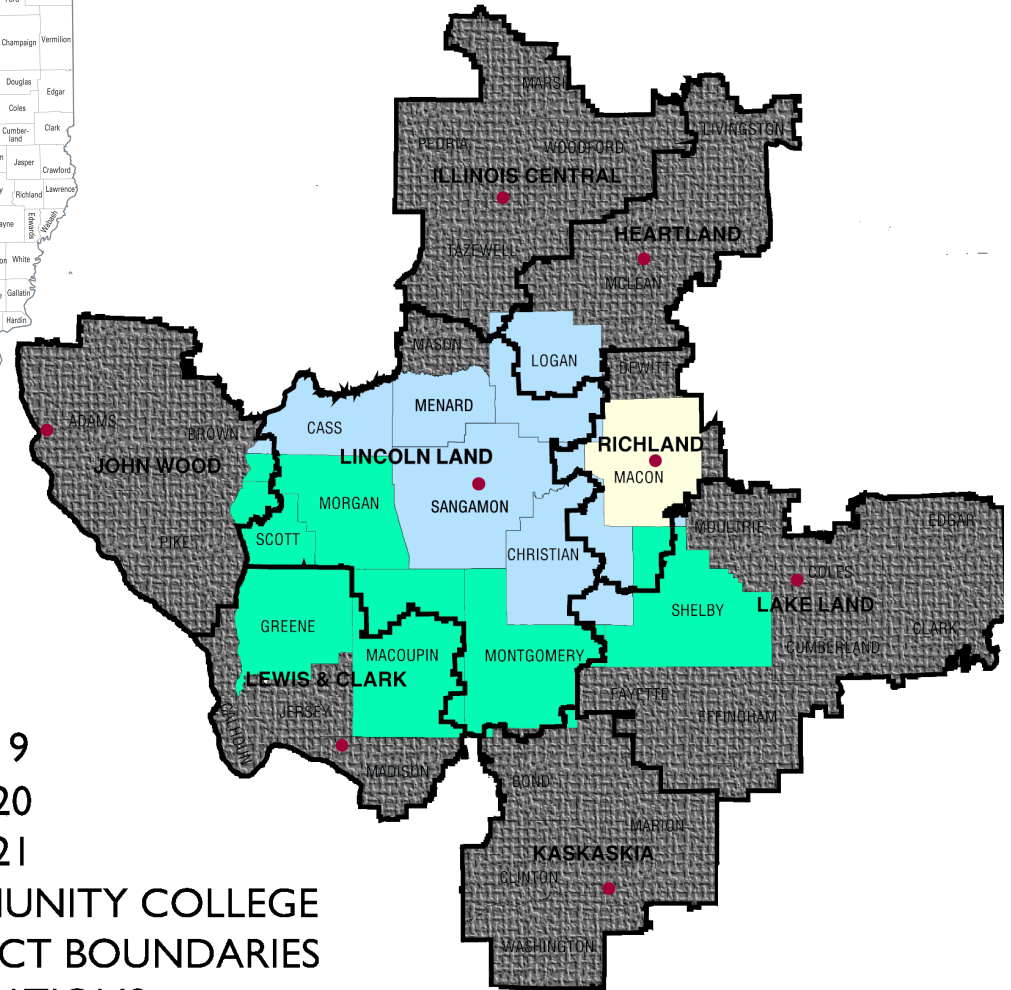 Ford
Champaign
Vermilion
Douglas
Edgar
Coles
Cumber-
land
Clark
Jasper
Crawford
Richland
Lawrence
Edwards
Wabash
White
Gallatin
Hardin
MARSH
LIVINGSTON
PEORIA
WOODFORD
ILLINOIS CENTRAL
HEARTLAND
TAZEWELL
MCLEAN
MASON
LOGAN
DEWITT
MENARD
ADAMS
CASS
BROWN
RICHLAND
LINCOLN LAND
JOHN WOOD
MACON
MORGAN
SANGAMON
MOULTRIE
EDGAR
PIKE
SCOTT
CHRISTIAN
COLES
LAKE LAND
SHELBY
GREENE
CLARK
CUMBERLAND
MACOUPIN
MONTGOMERY
LEWIS & CLARK
FAYETTE
JERSEY
EFFINGHAM
CALHOUN
MADISON
BOND
MARION
KASKASKIA
CLINTON
WASHINGTON
9
20
21
UNITY COLLEGE
CT BOUNDARIES